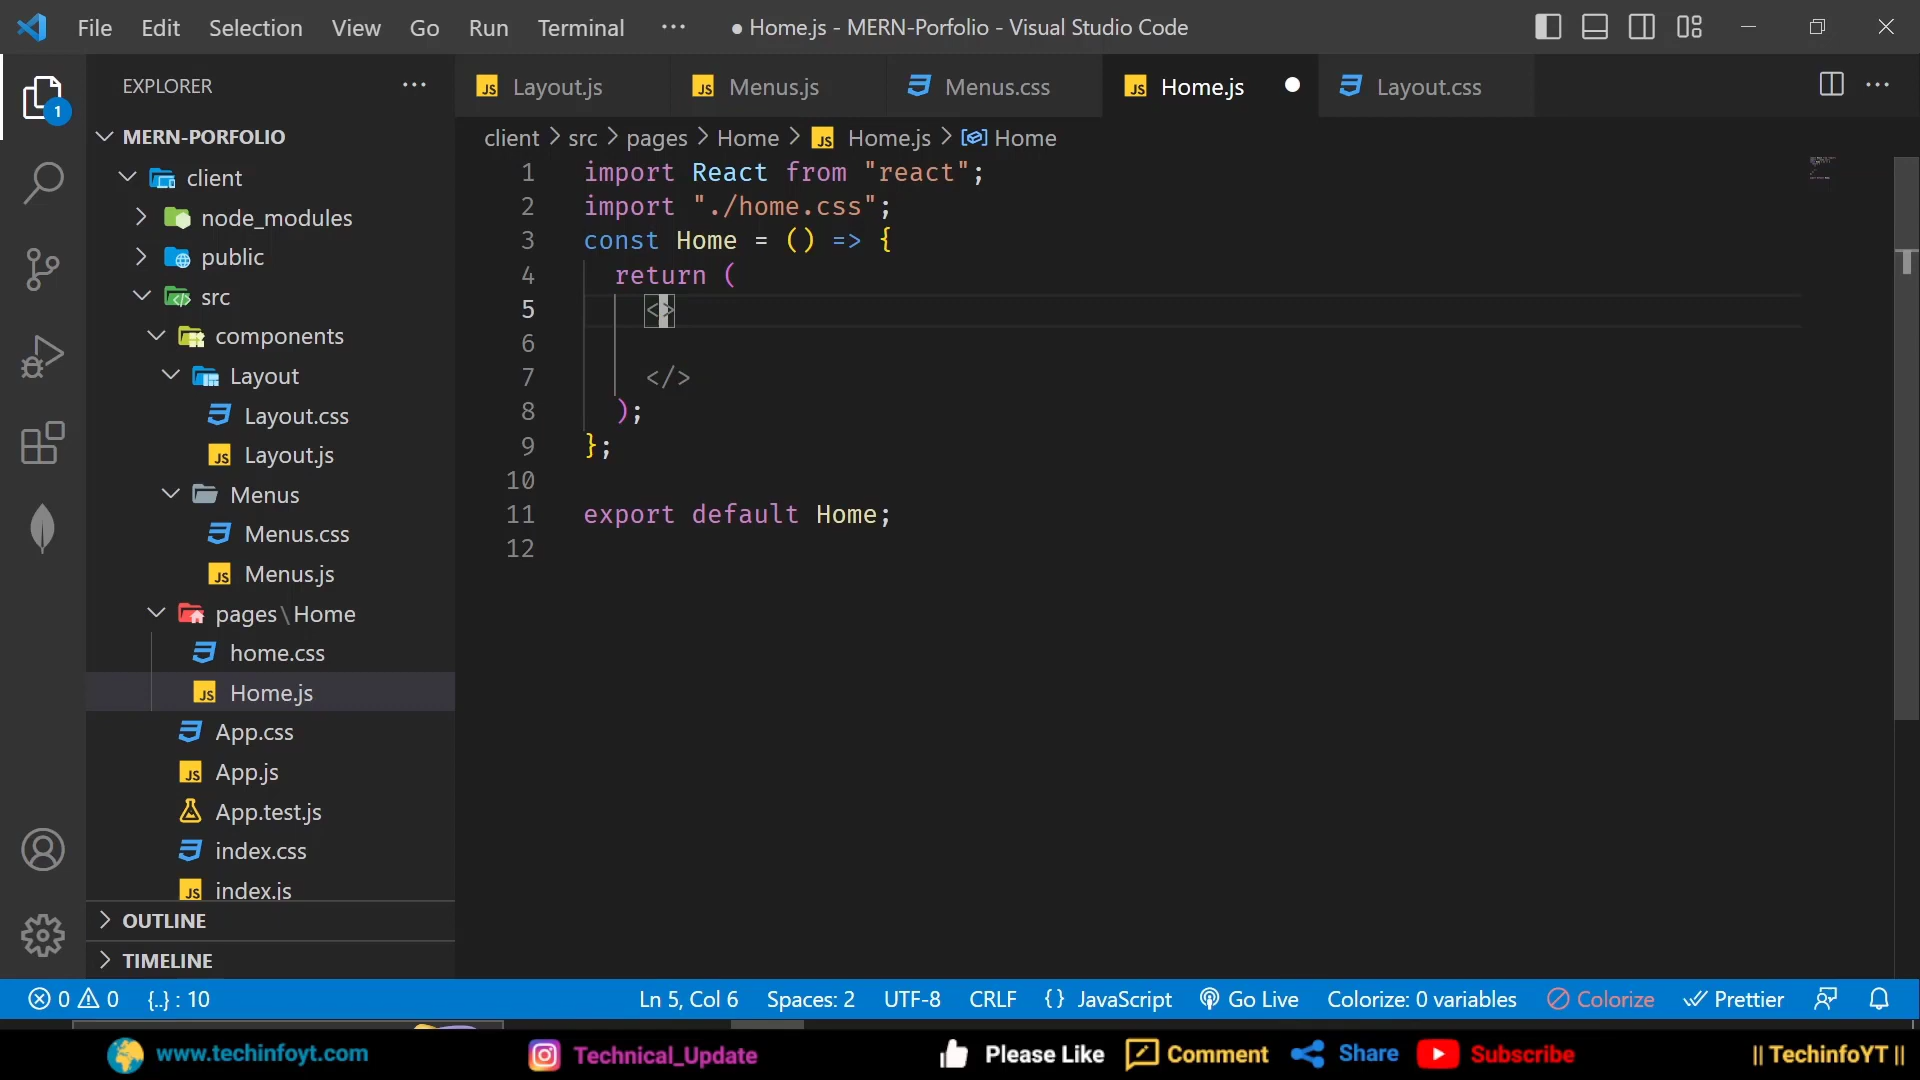 File Edit Selection View Go Run Terminal ··· ● Home.js - MERN-Porfolio - Visual Studio Code
EXPLORER ···
1
Layout.js Menus.js Menus.css Home.js ● Layout.css ···
MERN-PORFOLIO
client > src > pages > Home > JS Home.js > Home
client
node_modules
public
src
components
Layout
Layout.css
Layout.js
Menus
Menus.css
Menus.js
pages\Home
home.css
Home.js
App.css
App.js
App.test.js
index.css
index.js
OUTLINE
TIMELINE
1 import React from "react";
2 import "./home.css";
3 const Home = () => {
4 return (
5 <>
6
7 </>
8 );
9 };
10
11 export default Home;
12
0 0 {..} : 10 Ln 5, Col 6 Spaces: 2 UTF-8 CRLF {} JavaScript Go Live Colorize: 0 variables Colorize Prettier
www.techinfoyt.com Technical_Update Please Like Comment Share Subscribe || TechinfoYT ||